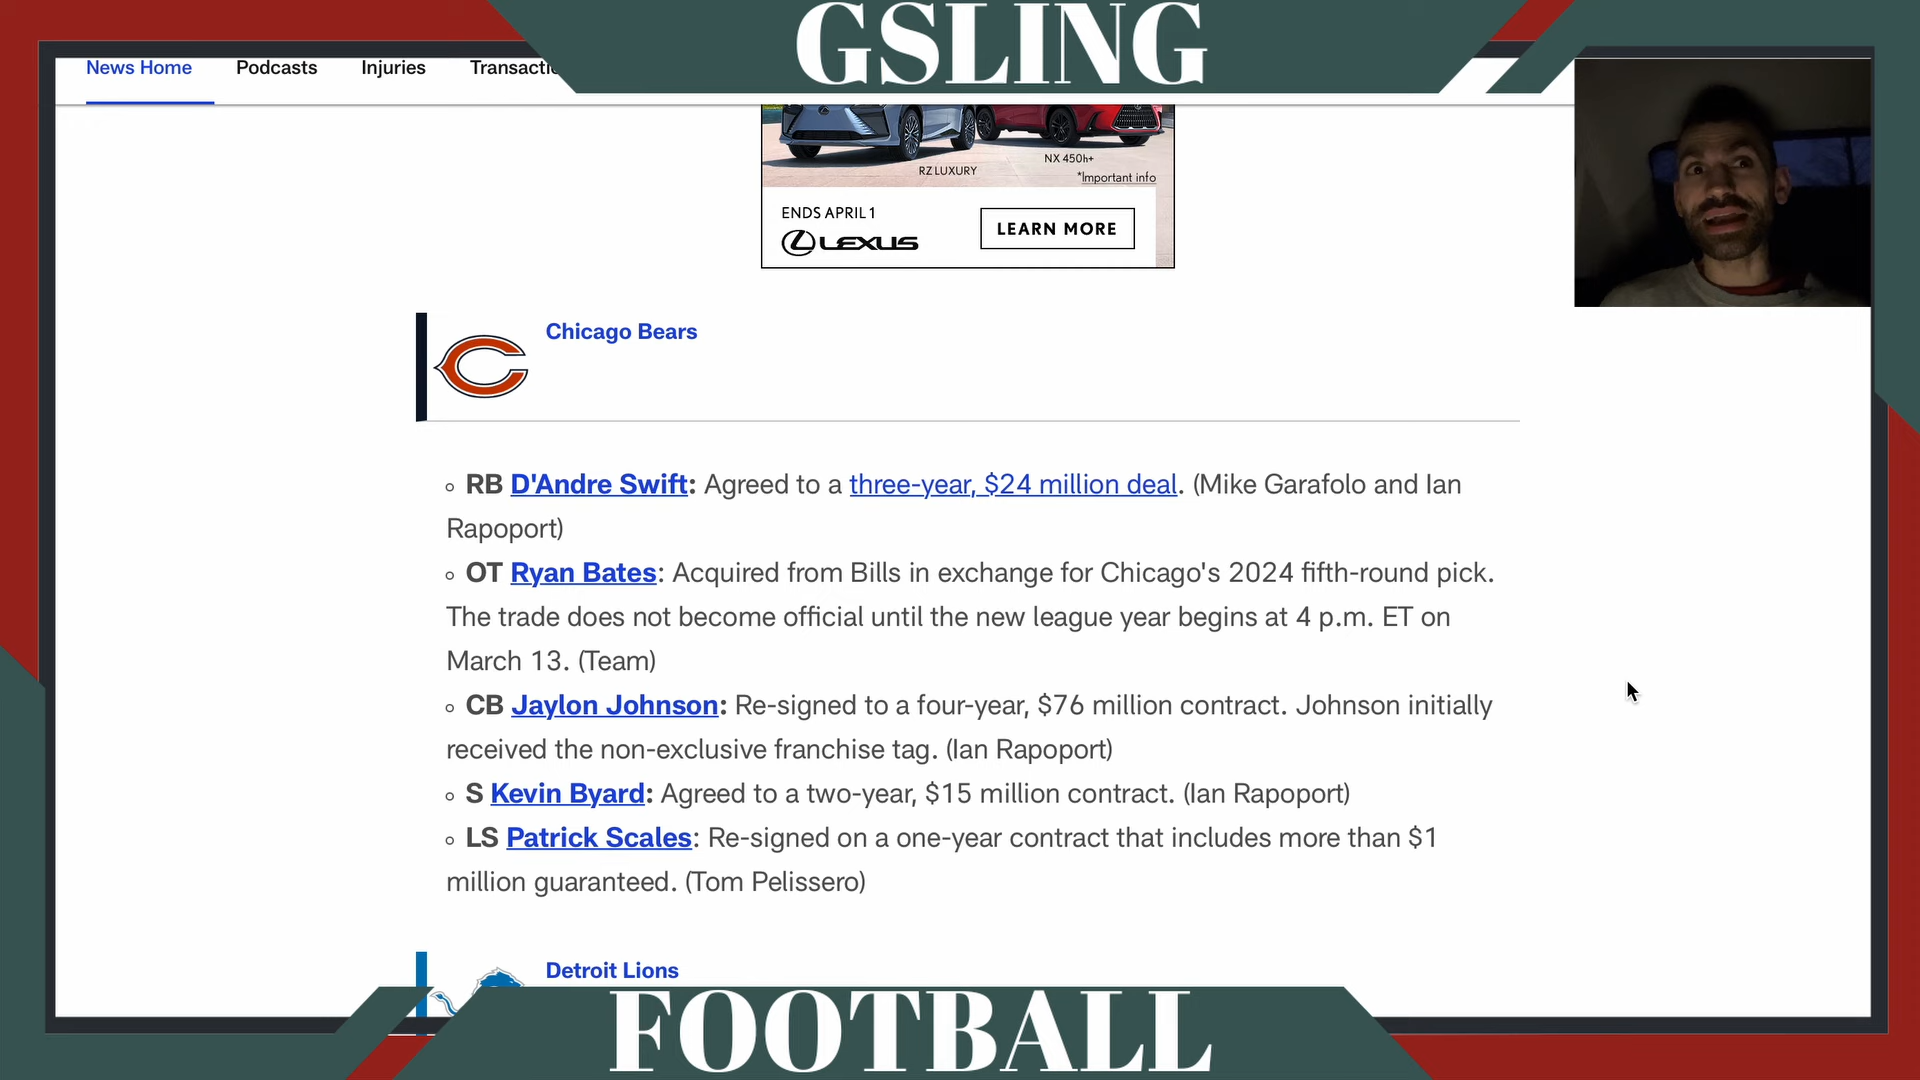 GSLING
News Home Podcasts Injuries
RZ LUXURY
NX 450h+
*Important info
ENDS APRIL 1
LEXUS
LEARN MORE
Chicago Bears
RB D'Andre Swift: Agreed to a three-year, $24 million deal. (Mike Garafolo and Ian
Rapoport)
OT Ryan Bates: Acquired from Bills in exchange for Chicago's 2024 fifth-round pick.
The trade does not become official until the new league year begins at 4 p.m. ET on
March 13. (Team)
CB Jaylon Johnson: Re-signed to a four-year, $76 million contract. Johnson initially
received the non-exclusive franchise tag. (Ian Rapoport)
S Kevin Byard: Agreed to a two-year, $15 million contract. (Ian Rapoport)
LS Patrick Scales: Re-signed on a one-year contract that includes more than $1
million guaranteed. (Tom Pelissero)
Detroit Lions
FOOTBALL